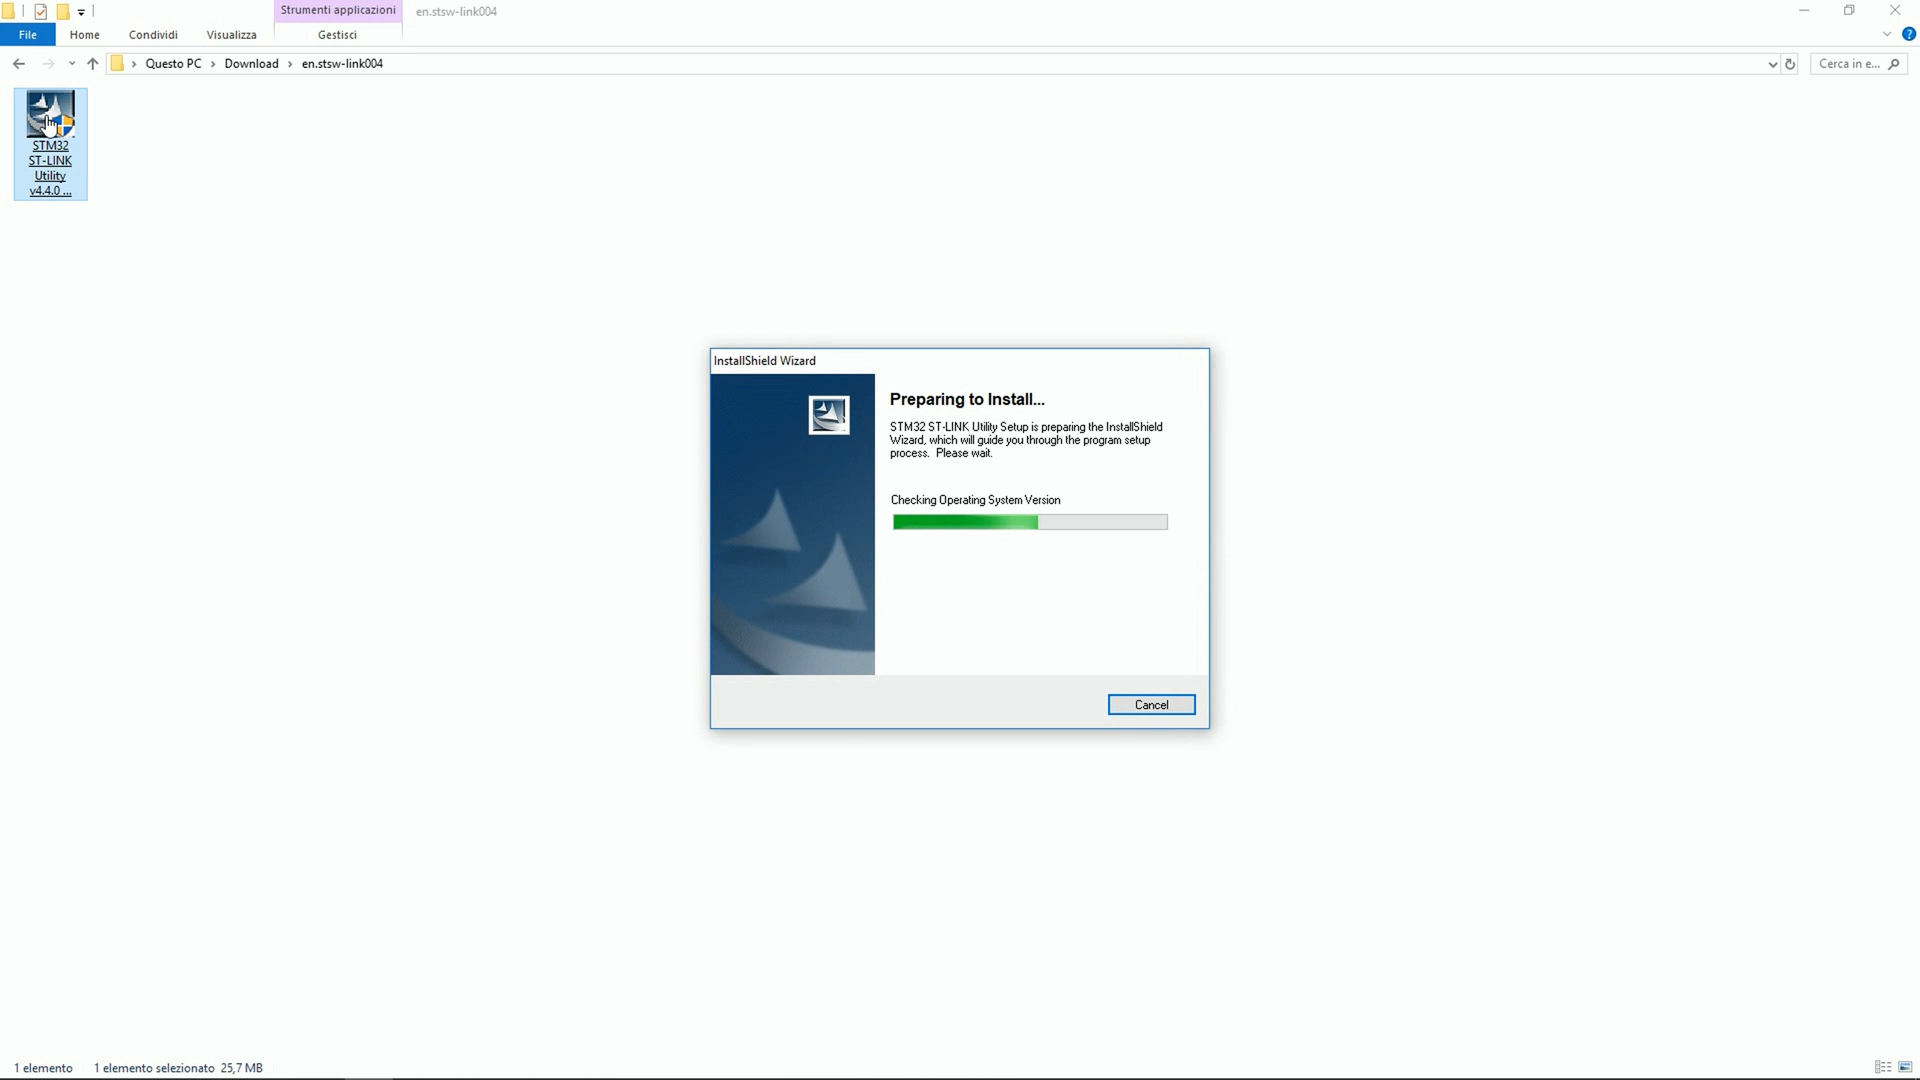 Strumenti applicazioni
en.stsw-link004
File
Home
Condividi
Visualizza
Gestisci
?
Questo PC
Download
en.stsw-link004
Cerca in e...
STM32
ST-LINK
Utility
v4.4.0 ...
InstallShield Wizard
Preparing to Install...
STM32 ST-LINK Utility Setup is preparing the InstallShield
Wizard, which will guide you through the program setup
process. Please wait.
Checking Operating System Version
Cancel
1 elemento
1 elemento selezionato 25,7 MB